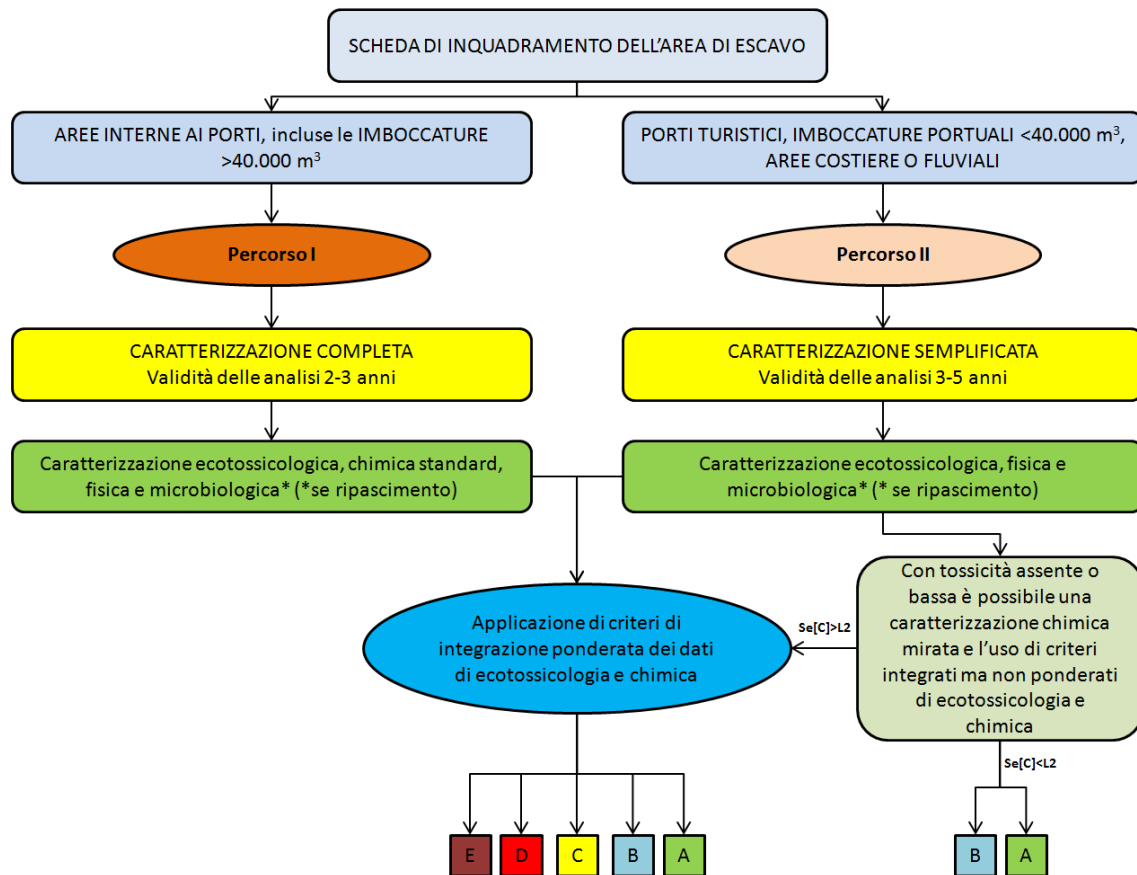 SCHEDA DI INQUADRAMENTO DELL'AREA DI ESCAVO
AREE INTERNE AI PORTI, incluse le IMBOCCATURE
>40.000 m³
PORTI TURISTICI, IMBOCCATURE PORTUALI <40.000 m³,
AREE COSTIERE O FLUVIALI
Percorso I
Percorso II
CARATTERIZZAZIONE COMPLETA
Validità delle analisi 2-3 anni
CARATTERIZZAZIONE SEMPLIFICATA
Validità delle analisi 3-5 anni
Caratterizzazione ecotossicologica, chimica standard,
fisica e microbiologica* (*se ripascimento)
Caratterizzazione ecotossicologica, fisica e
microbiologica* (* se ripascimento)
Applicazione di criteri di
integrazione ponderata dei dati
di ecotossicologia e chimica
Se[C]>L2
Con tossicità assente o
bassa è possibile una
caratterizzazione chimica
mirata e l'uso di criteri
integrati ma non ponderati
di ecotossicologia e
chimica
Se[C]<L2
E D C B A
B A